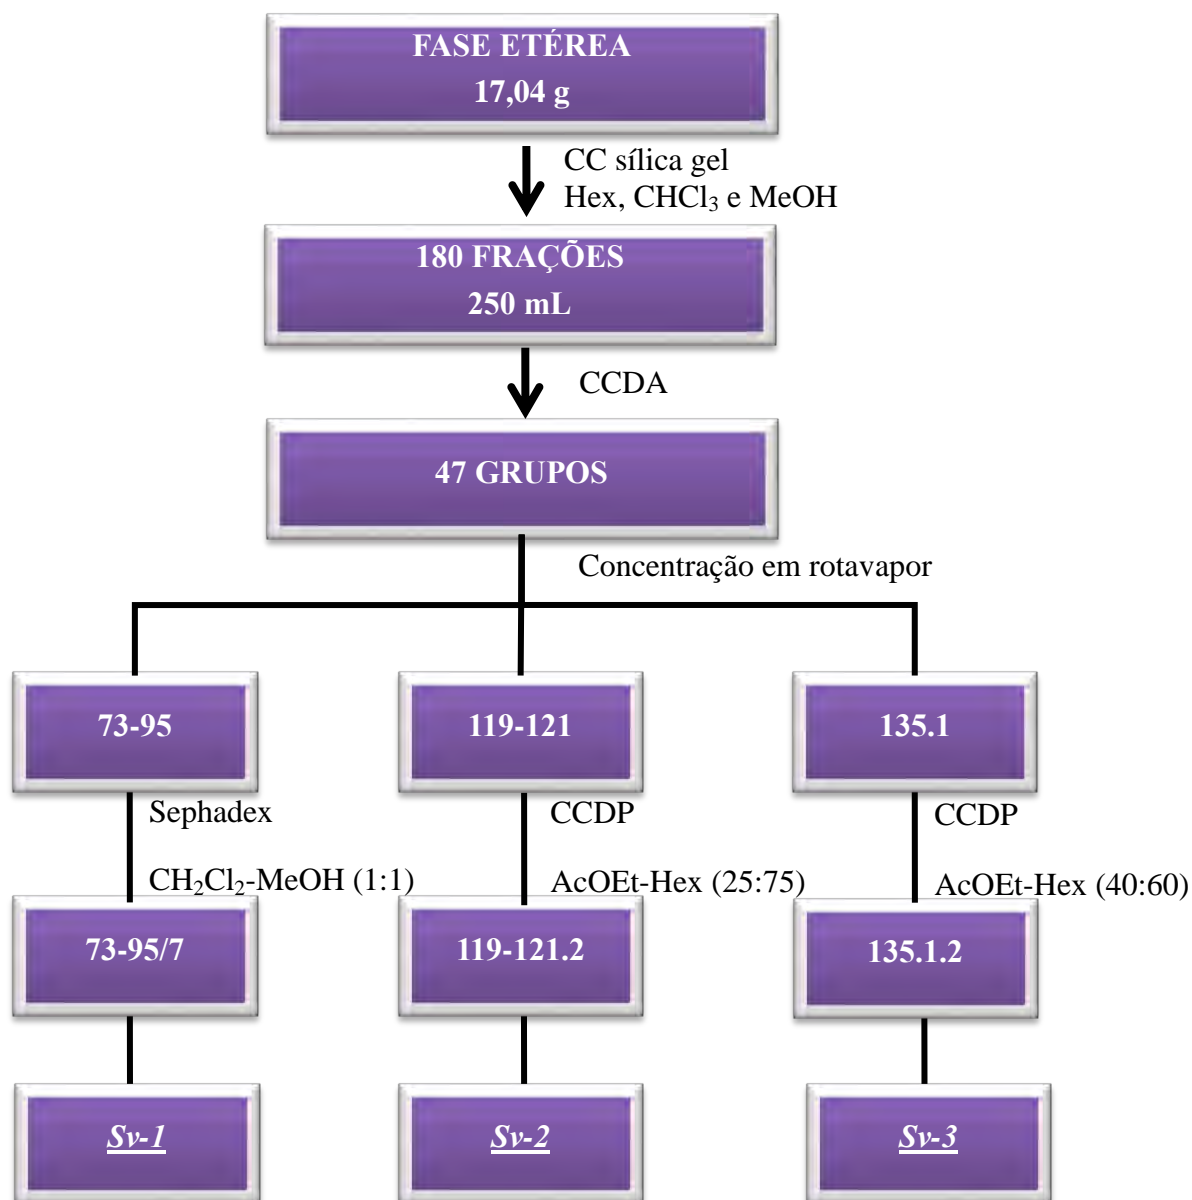 FASE ETÉREA
17,04 g
CC sílica gel
Hex, CHCl₃ e MeOH
180 FRAÇÕES
250 mL
CCDA
47 GRUPOS
Concentração em rotavapor
73-95
119-121
135.1
Sephadex
CCDP
CCDP
CH₂Cl₂-MeOH (1:1)
AcOEt-Hex (25:75)
AcOEt-Hex (40:60)
73-95/7
119-121.2
135.1.2
Sv-1
Sv-2
Sv-3